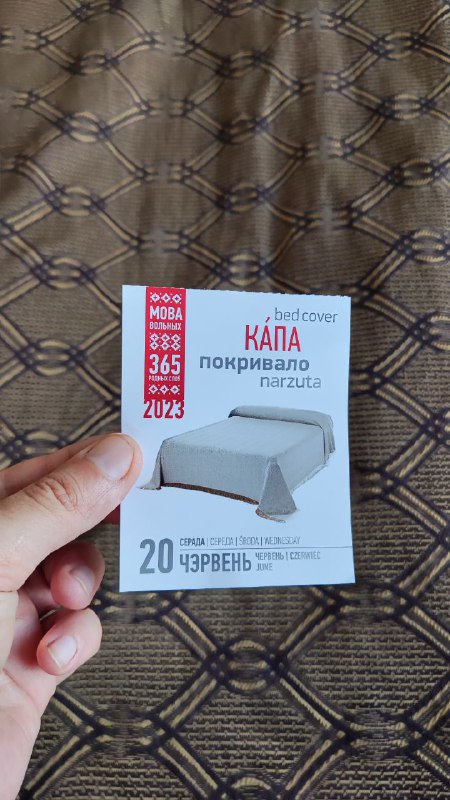 МОВА
ВОЛЬНЫХ
365
РОДНЫХ СЛОЎ
2023
bed cover
КА́ПА
покривало
narzuta
20
СЕРАДА | СЕРЕДА | ŚRODA | WEDNESDAY
ЧЭРВЕНЬ
ЧЕРВЕНЬ | CZERWIEC
JUNE